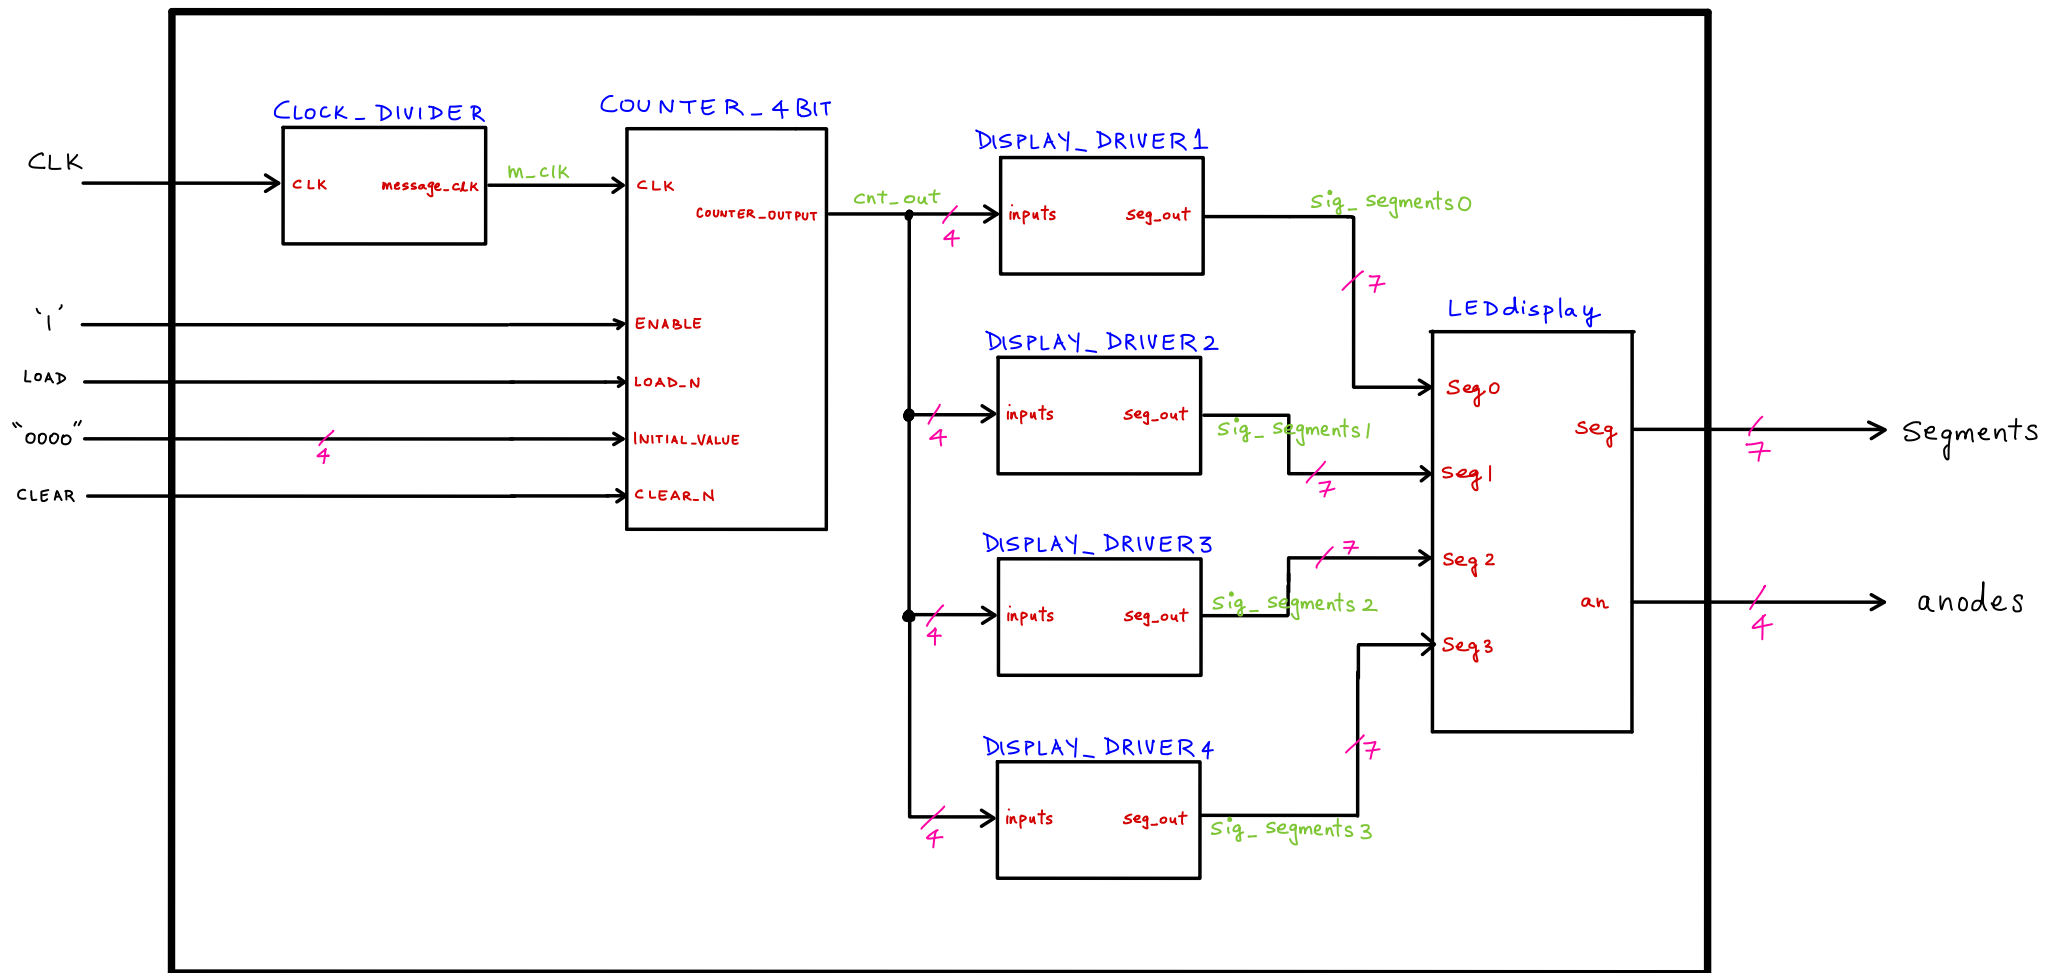 CLK
'1'
LOAD
"0000"
4
CLEAR
CLOCK_DIVIDER
CLK
message_CLK
m_clk
COUNTER_4BIT
CLK
COUNTER_OUTPUT
ENABLE
LOAD_N
INITIAL_VALUE
CLEAR_N
cnt_out
4
4
4
4
DISPLAY_DRIVER1
inputs
seg_out
sig_segments0
7
DISPLAY_DRIVER2
inputs
seg_out
sig_segments1
7
DISPLAY_DRIVER3
inputs
seg_out
sig_segments2
7
DISPLAY_DRIVER4
inputs
seg_out
sig_segments3
7
LEDdisplay
Seg0
Seg1
Seg2
Seg3
Seg
an
7
Segments
4
anodes